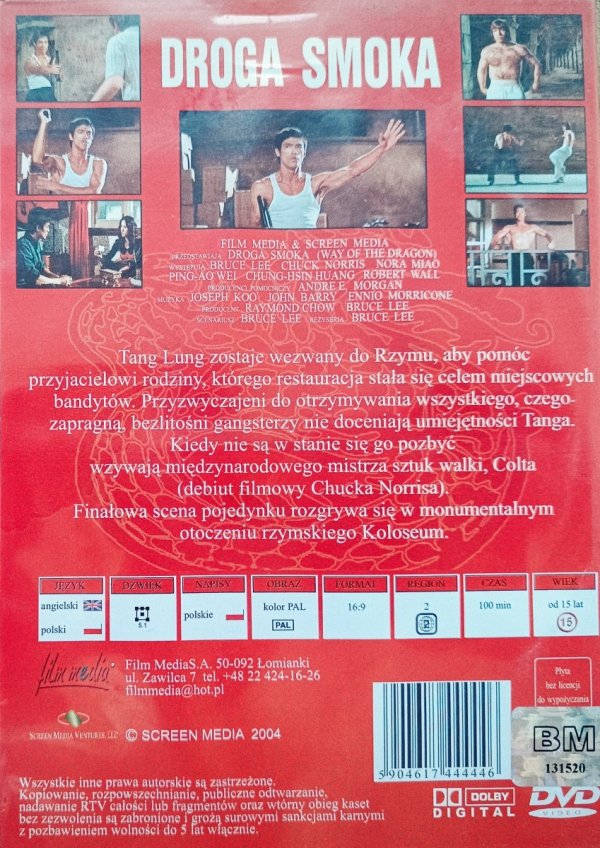 DROGA SMOKA
FILM MEDIA & SCREEN MEDIA
PRZEDSTAWIAJĄ DROGA SMOKA (WAY OF THE DRAGON)
WYSTĘPUJĄ BRUCE LEE CHUCK NORRIS NORA MIAO
PING-AO WEI CHUNG-HSIN HUANG ROBERT WALL
PRODUCENCI POMOCNICZY ANDRE E. MORGAN
MUZYKA JOSEPH KOO JOHN BARRY ENNIO MORRICONE
PRODUCENT RAYMOND CHOW BRUCE LEE
SCENARIUSZ BRUCE LEE REŻYSERIA BRUCE LEE
Tang Lung zostaje wezwany do Rzymu, aby pomóc
przyjacielowi rodziny, którego restauracja stała się celem miejscowych
bandytów. Przyzwyczajeni do otrzymywania wszystkiego, czego-
zapragną, bezlitośni gangsterzy nie doceniają umiejętności Tanga.
Kiedy nie są w stanie się go pozbyć
wzywają międzynarodowego mistrza sztuk walki, Colta
(debiut filmowy Chucka Norrisa).
Finałowa scena pojedynku rozgrywa się w monumentalnym
otoczeniu rzymskiego Koloseum.
JĘZYK DŹWIĘK NAPISY OBRAZ FORMAT REGION CZAS WIEK
angielski polski 5.1 polskie kolor PAL PAL 16:9 2 2 100 min od 15 lat 15
film media
Film Media S.A. 50-092 Łomianki
ul. Zawilca 7 tel. +48 22 424-16-26
filmmedia@hot.pl
Płyta
bez licencji
do wypożyczania
SCREEN MEDIA VENTURES, LLC © SCREEN MEDIA 2004
BM
131520
5 904617 444446
Wszystkie inne prawa autorskie są zastrzeżone.
Kopiowanie, rozpowszechnianie, publiczne odtwarzanie,
nadawanie RTV całości lub fragmentów oraz wtórny obieg kaset
bez zezwolenia są zabronione i grożą surowymi sankcjami karnymi
z pozbawieniem wolności do 5 lat włącznie.
DOLBY
DIGITAL
DVD
VIDEO